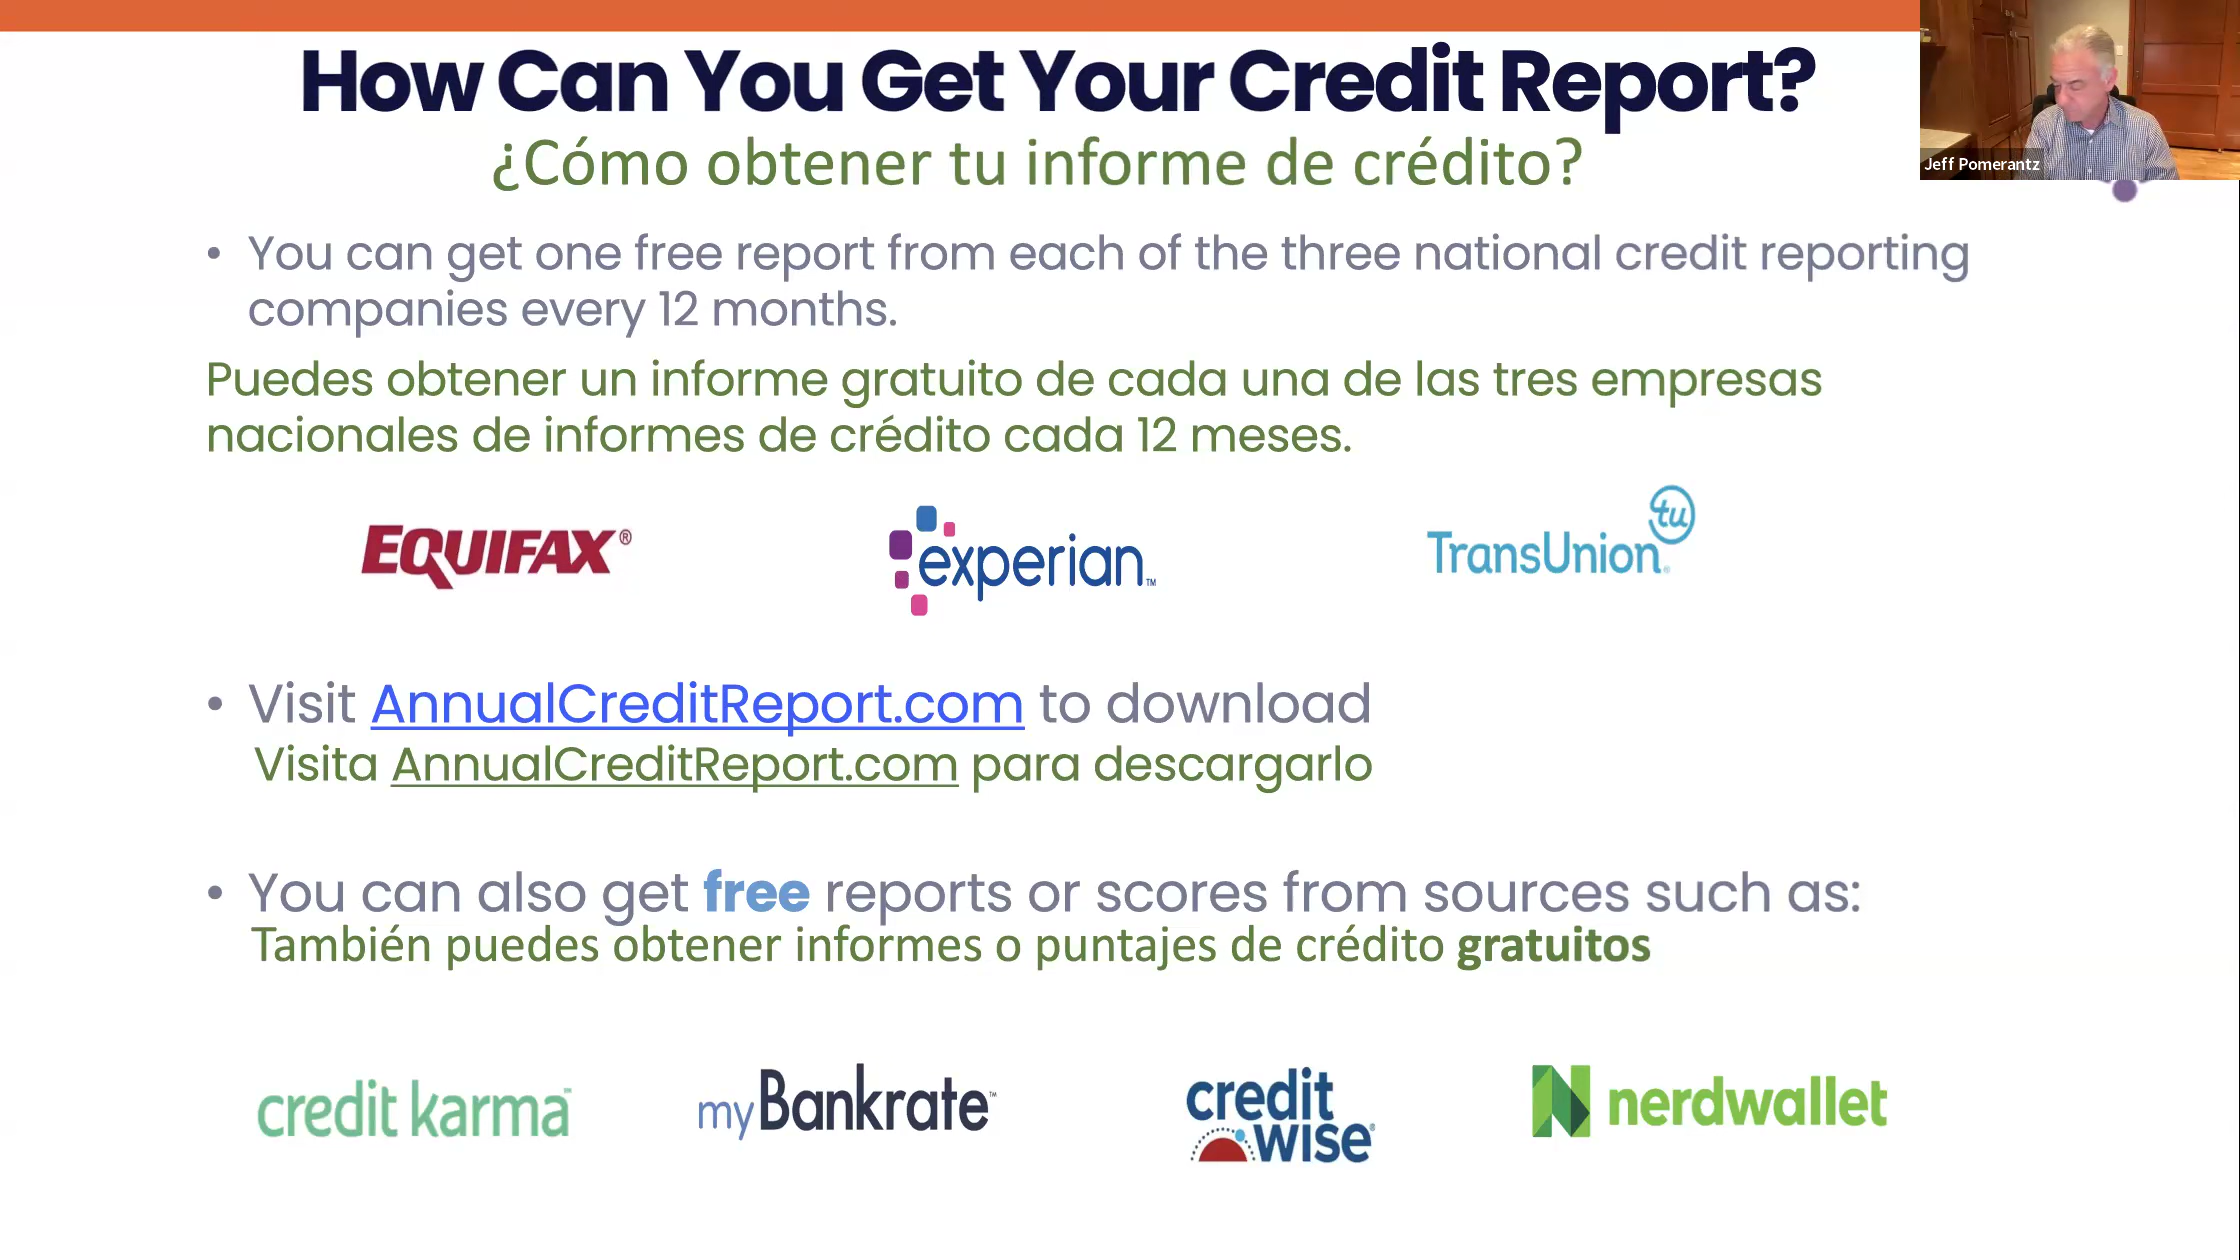 How Can You Get Your Credit Report?
¿Cómo obtener tu informe de crédito?
Jeff Pomerantz
• You can get one free report from each of the three national credit reporting
companies every 12 months.
Puedes obtener un informe gratuito de cada una de las tres empresas
nacionales de informes de crédito cada 12 meses.
EQUIFAX®
experian™
TransUnion® tu
• Visit AnnualCreditReport.com to download
Visita AnnualCreditReport.com para descargarlo
• You can also get free reports or scores from sources such as:
También puedes obtener informes o puntajes de crédito gratuitos
credit karma™
myBankrate™
credit
wise®
nerdwallet